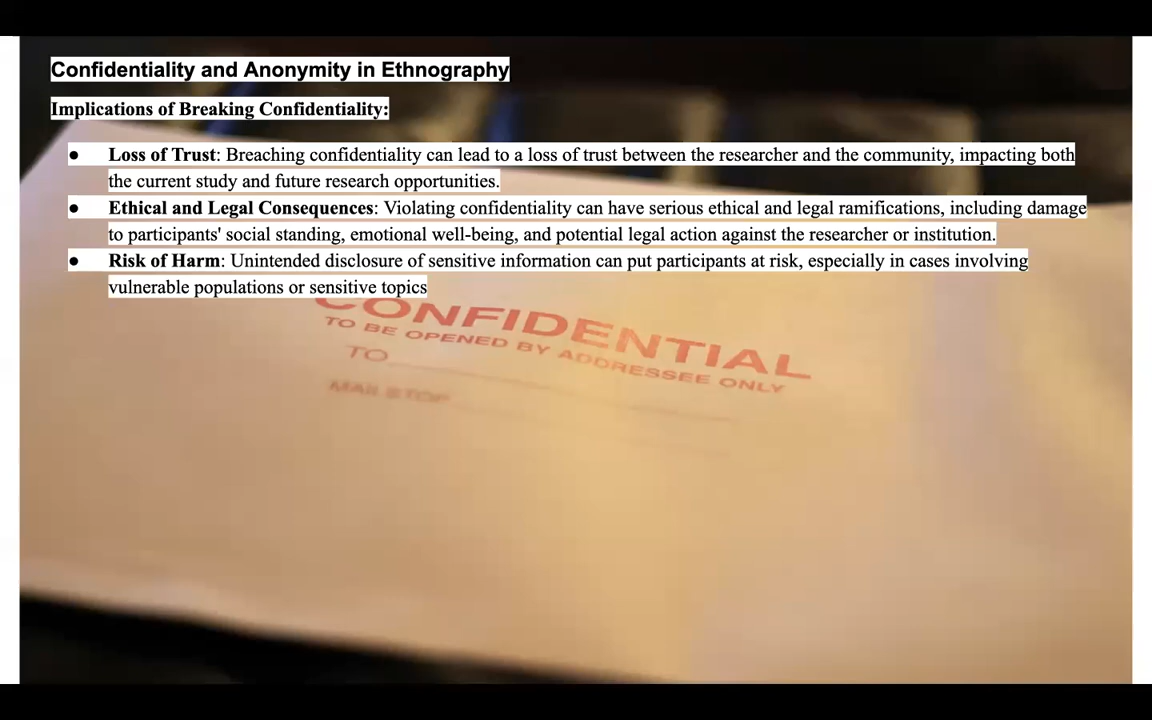 Confidentiality and Anonymity in Ethnography
Implications of Breaking Confidentiality:
● Loss of Trust: Breaching confidentiality can lead to a loss of trust between the researcher and the community, impacting both
the current study and future research opportunities.
● Ethical and Legal Consequences: Violating confidentiality can have serious ethical and legal ramifications, including damage
to participants' social standing, emotional well-being, and potential legal action against the researcher or institution.
● Risk of Harm: Unintended disclosure of sensitive information can put participants at risk, especially in cases involving
vulnerable populations or sensitive topics
CONFIDENTIAL
TO BE OPENED BY ADDRESSEE ONLY
TO
MAIL STOP